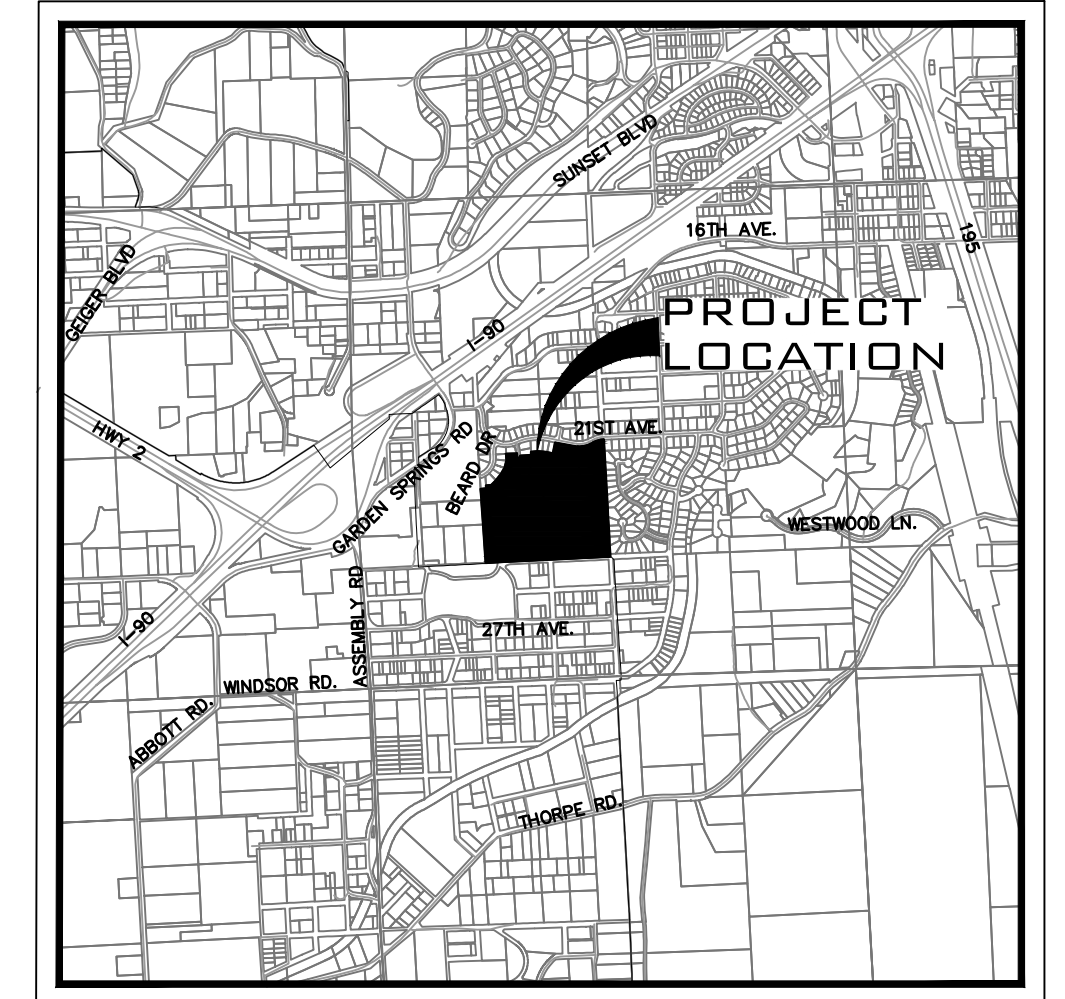 SUNSET BLVD
16TH AVE.
195
GEIGER BLVD
PROJECT
LOCATION
I-90
HWY 2
21ST AVE.
GARDEN SPRINGS RD
BEARD DR
WESTWOOD LN.
ASSEMBLY RD
I-90
27TH AVE.
WINDSOR RD.
ABBOTT RD.
THORPE RD.